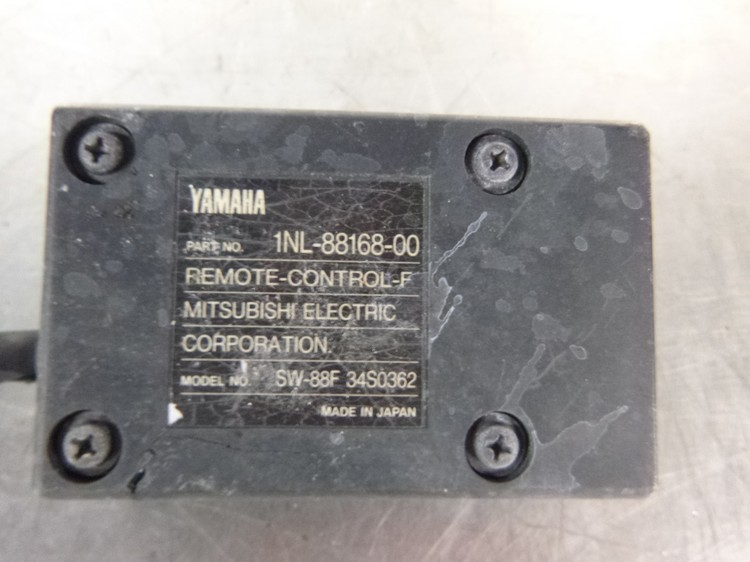 YAMAHA
PART NO. 1NL-88168-00
REMOTE-CONTROL-F
MITSUBISHI ELECTRIC
CORPORATION.
MODEL NO. SW-88F 34S0362
MADE IN JAPAN